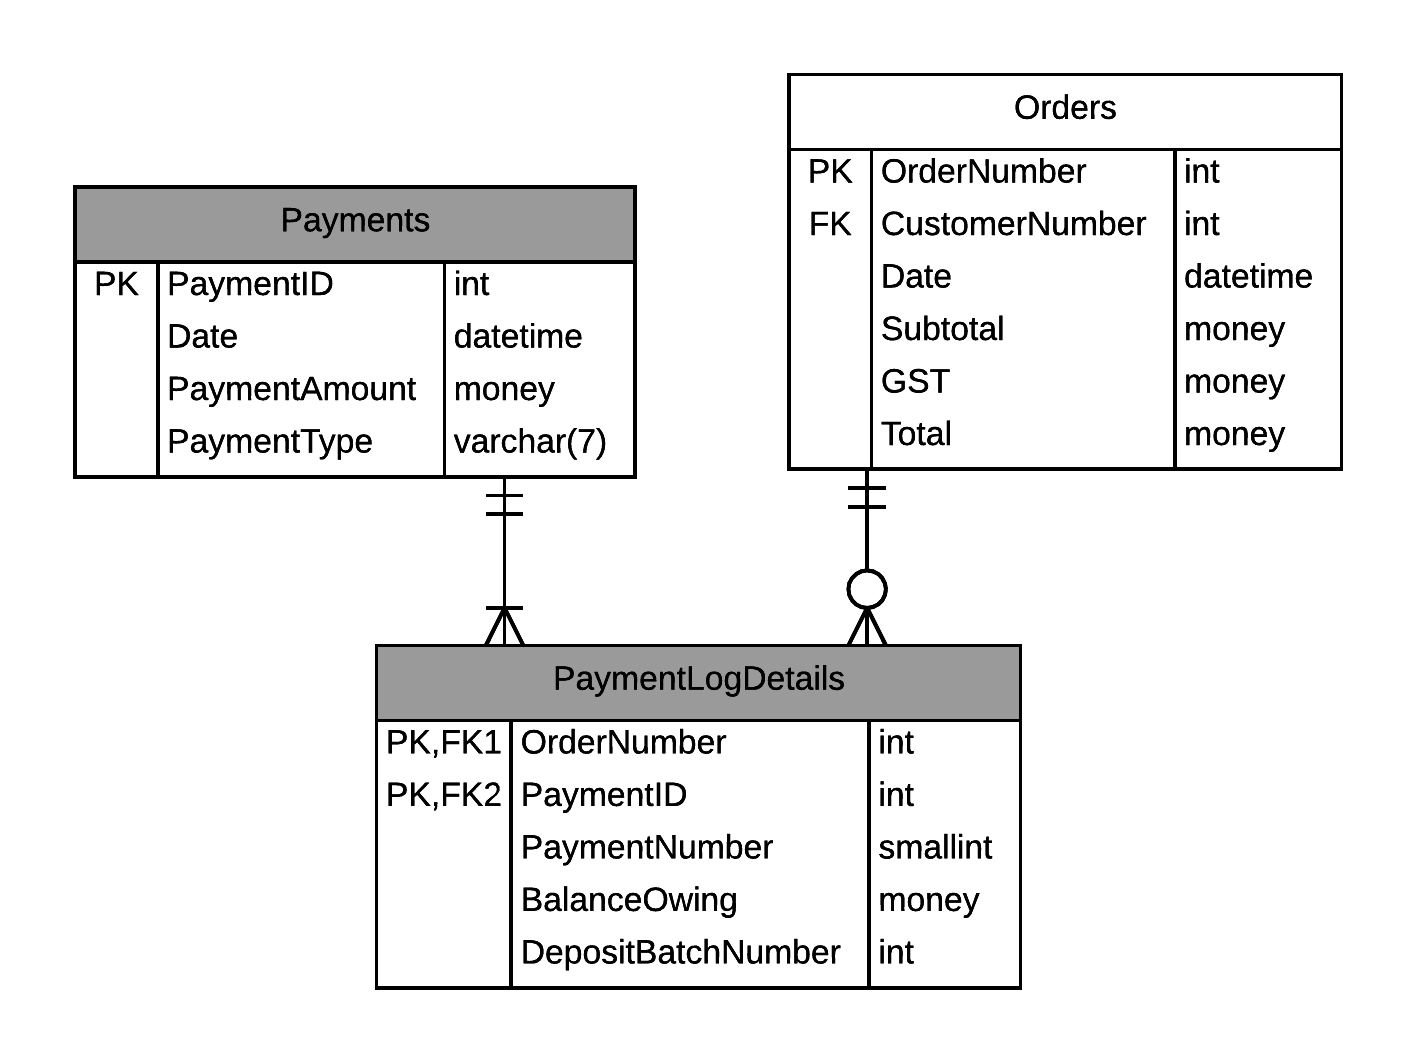 Orders
PK OrderNumber int
FK CustomerNumber int
Date datetime
Subtotal money
GST money
Total money
Payments
PK PaymentID int
Date datetime
PaymentAmount money
PaymentType varchar(7)
PaymentLogDetails
PK,FK1 OrderNumber int
PK,FK2 PaymentID int
PaymentNumber smallint
BalanceOwing money
DepositBatchNumber int